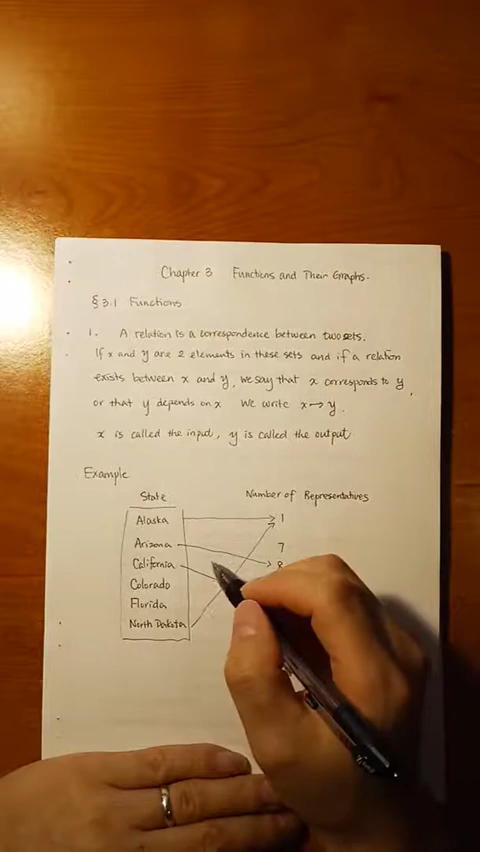 Chapter 3 Functions and Their Graphs.
§ 3.1 Functions
1. A relation is a correspondence between two sets.
If x and y are 2 elements in these sets and if a relation
exists between x and y, we say that x corresponds to y,
or that y depends on x We write x → y.
x is called the input, y is called the output
Example
State Number of Representatives
Alaska 1
Arizona 7
California 8
Colorado
Florida
North Dakota